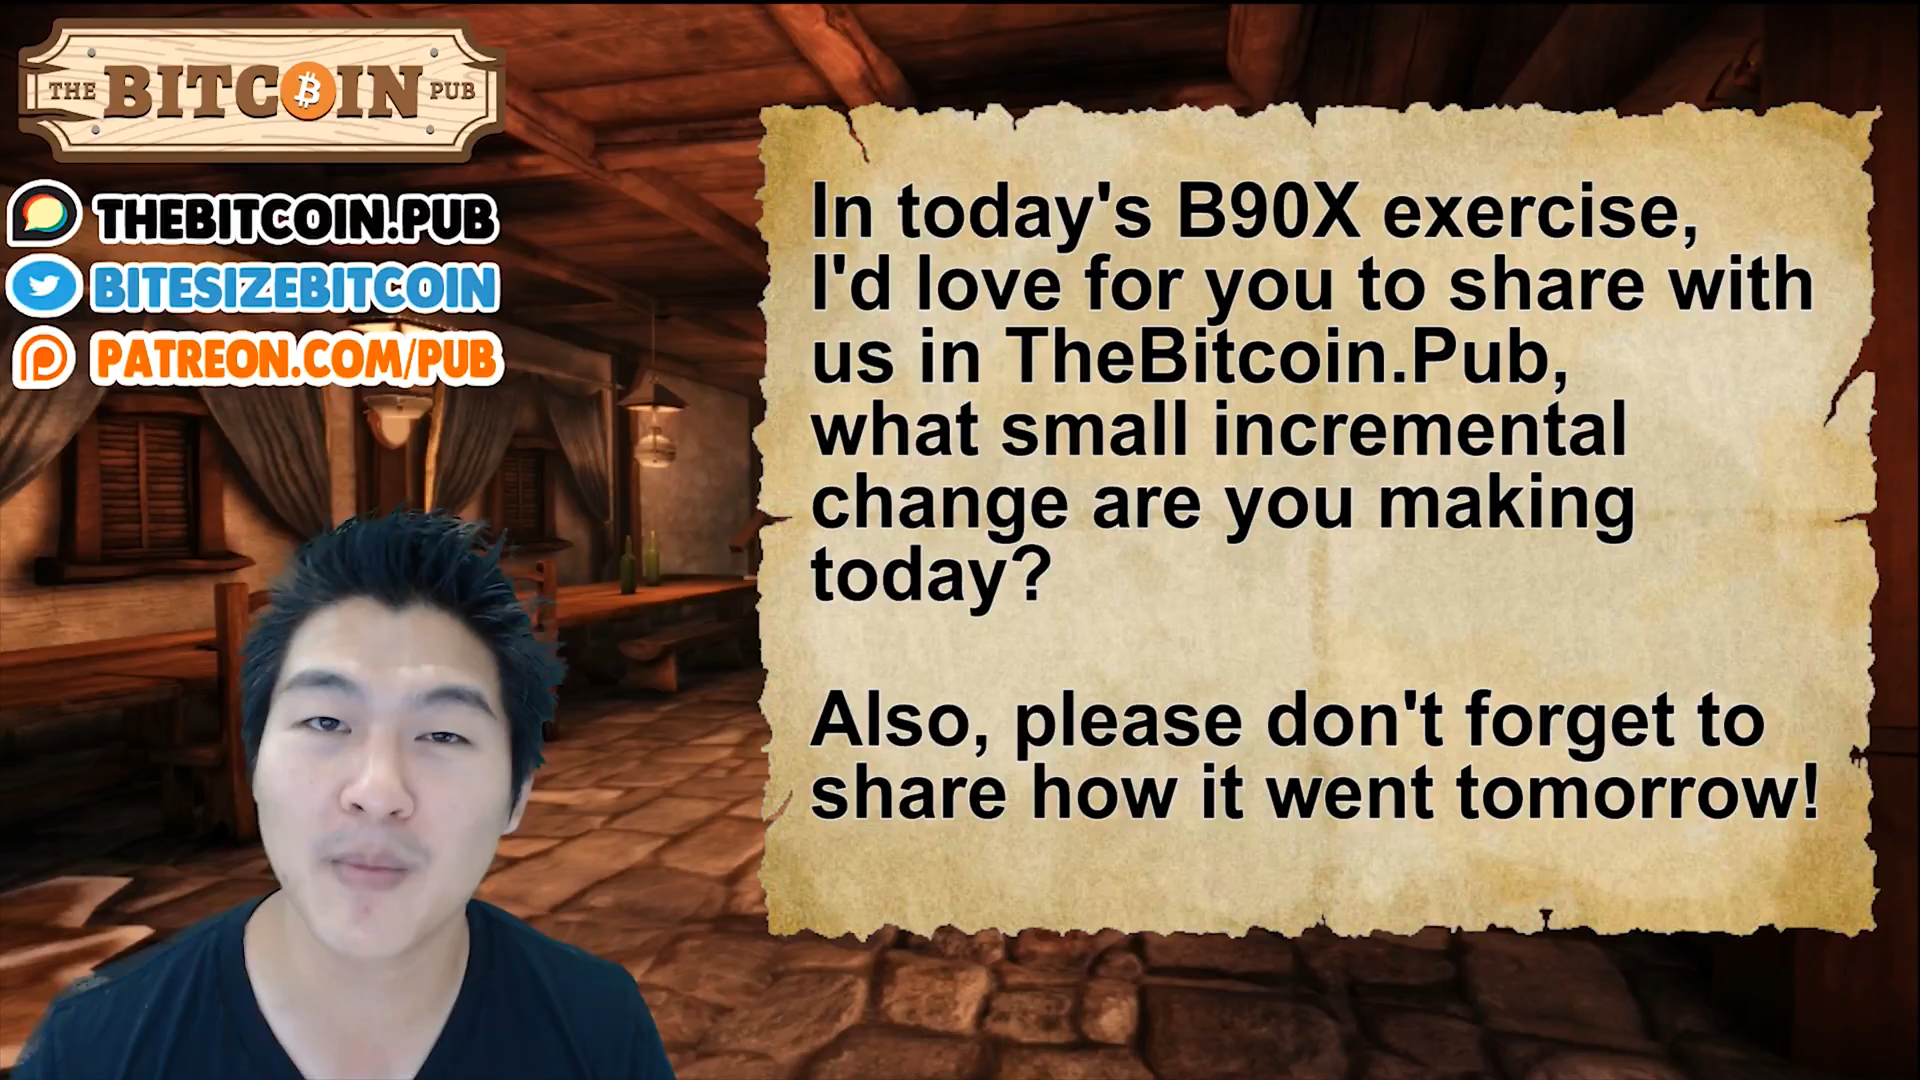 THE BITCOIN PUB
THEBITCOIN.PUB
BITESIZEBITCOIN
PATREON.COM/PUB
In today's B90X exercise,
I'd love for you to share with
us in TheBitcoin.Pub,
what small incremental
change are you making
today?
Also, please don't forget to
share how it went tomorrow!